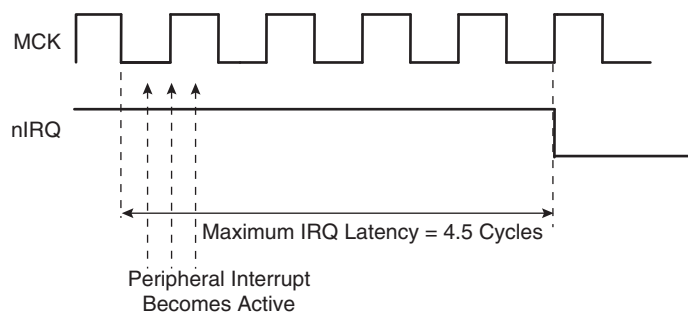 MCK
nIRQ
Maximum IRQ Latency = 4.5 Cycles
Peripheral Interrupt
Becomes Active